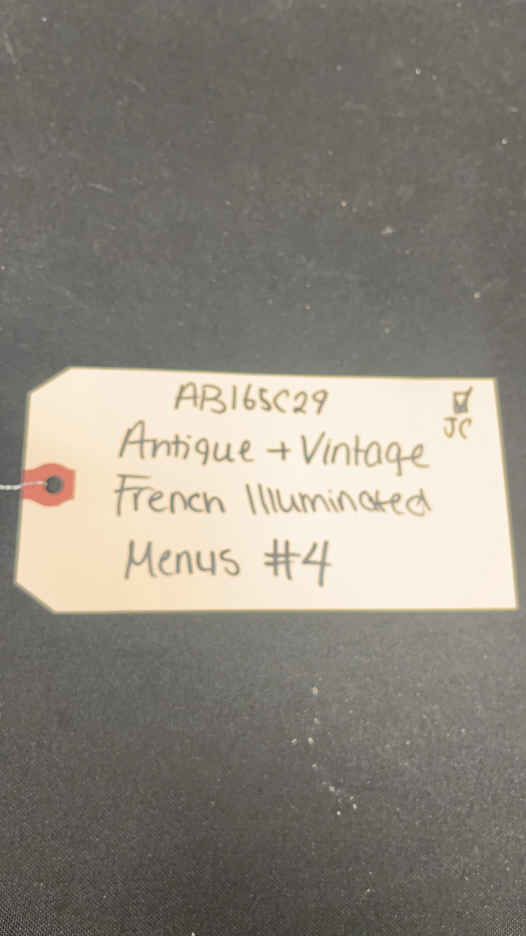 AB165C29
☑
JC
Antique + Vintage
French Illuminated
Menus #4